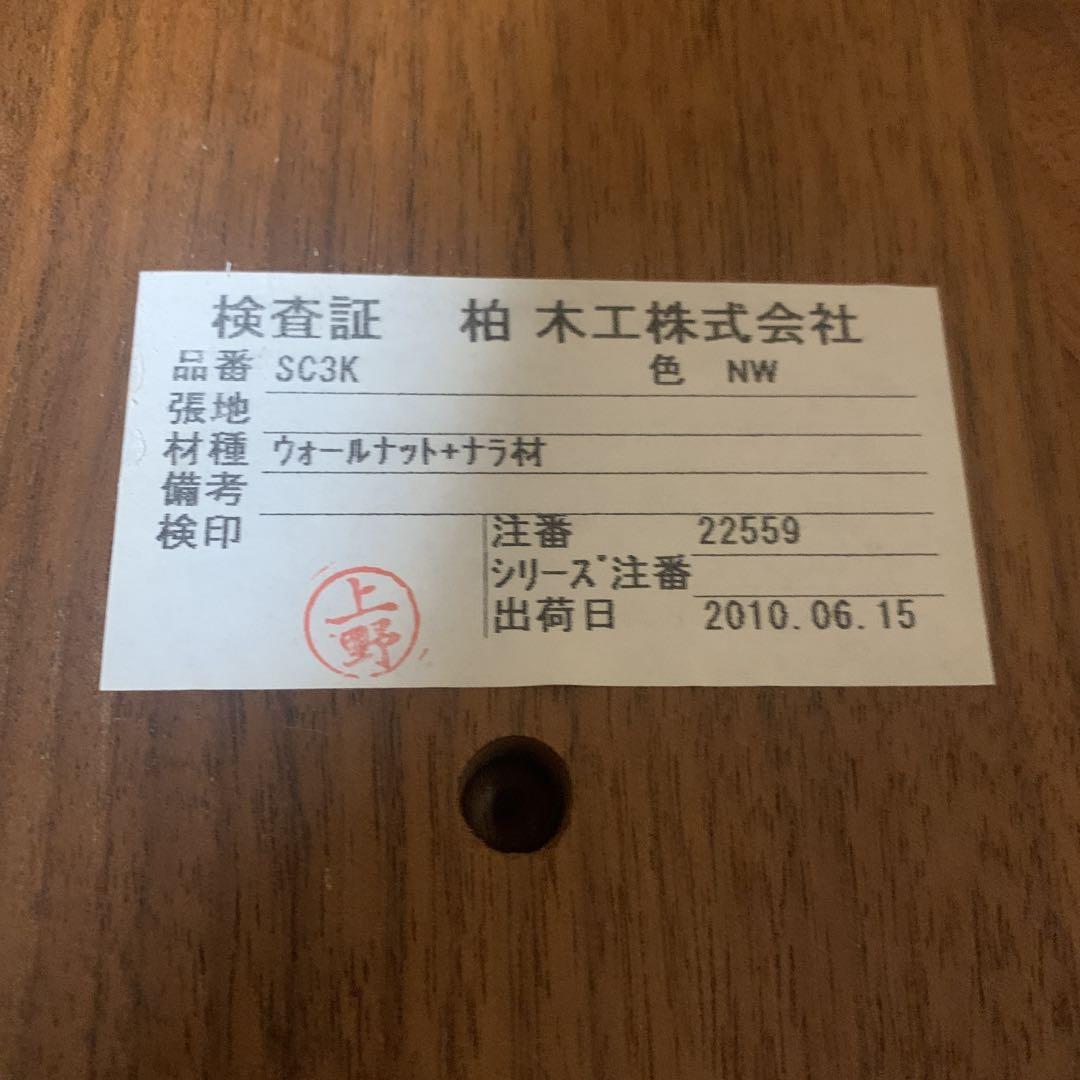 検査証 柏木工株式会社
品番 SC3K 色 NW
張地
材種 ウォールナット+ナラ材
備考
検印
注番 22559
シリーズ注番
出荷日 2010.06.15
上野